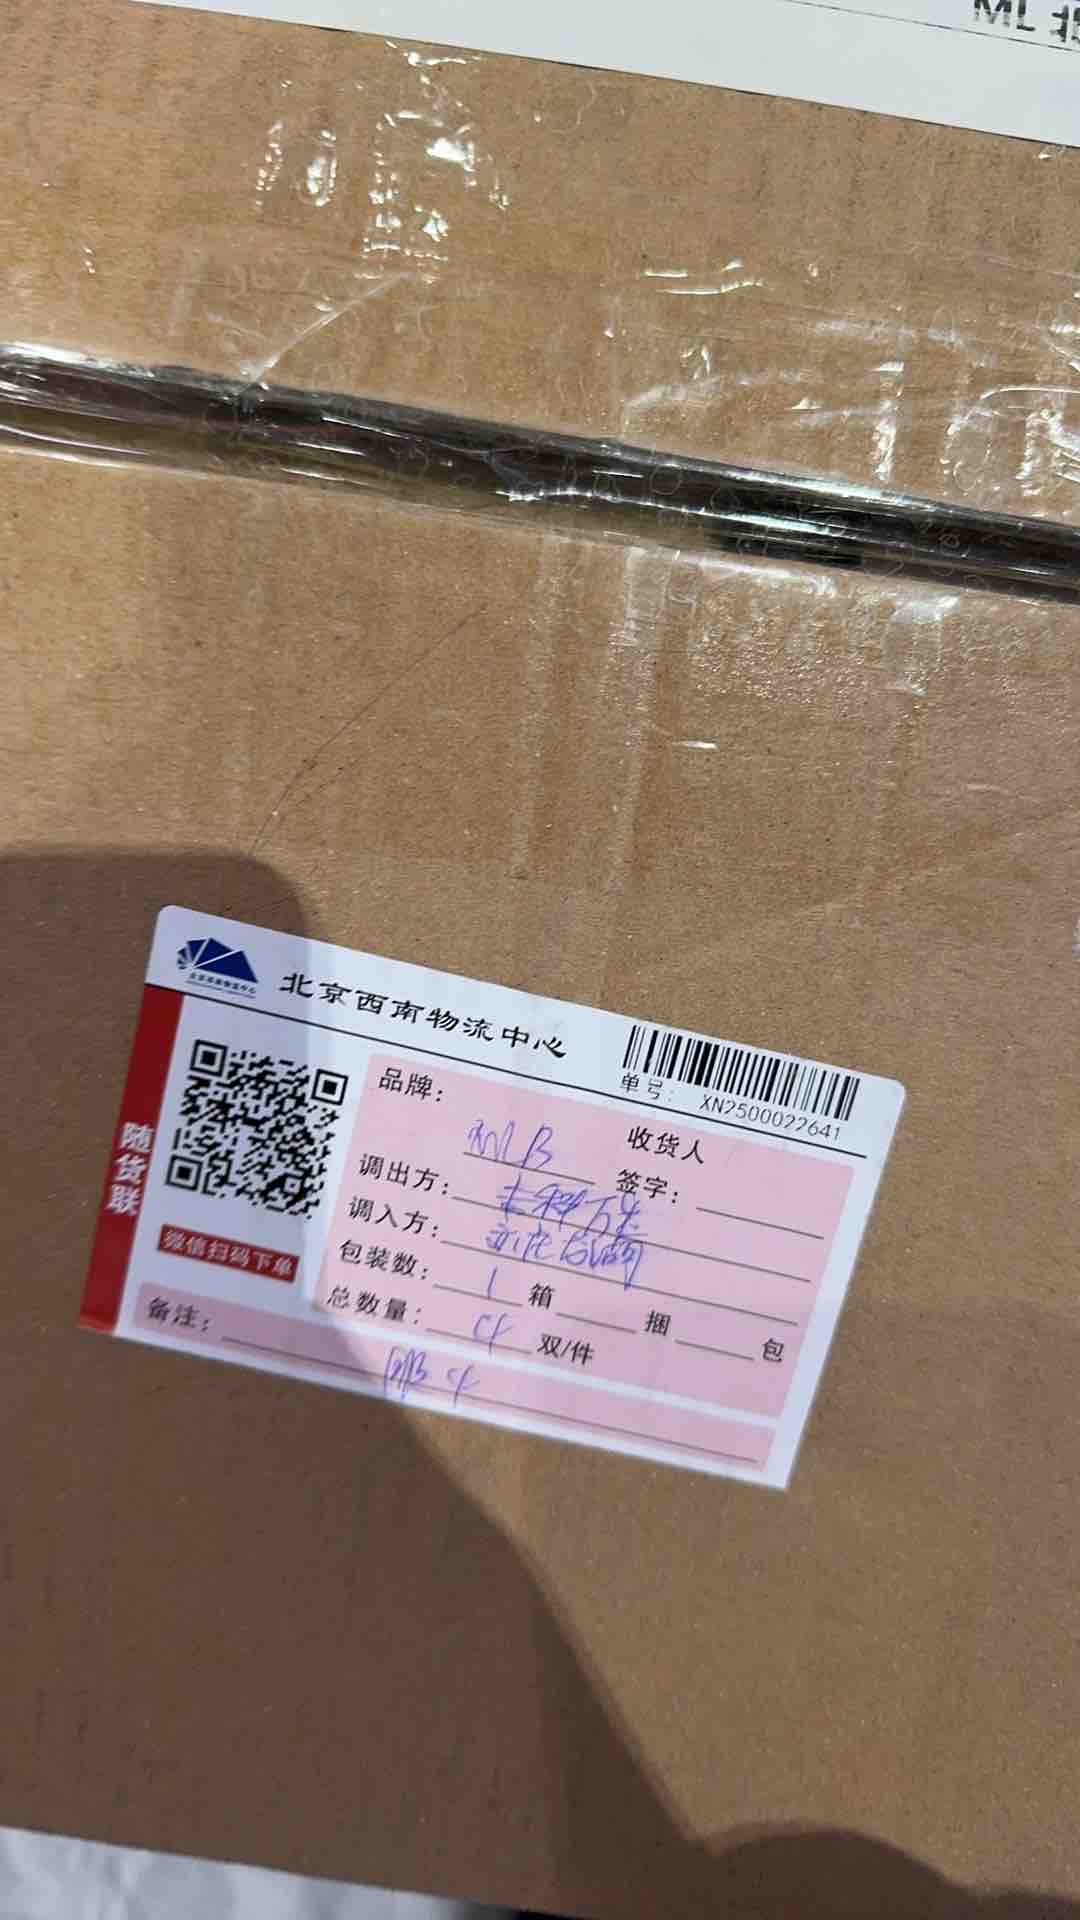 ML 北
北京西南物流中心
单号: XN2500022641
随货联
微信扫码下单
品牌:
收货人
签字:
调出方:
调入方:
包装数: 1 箱 捆 包
总数量: 双/件
备注: